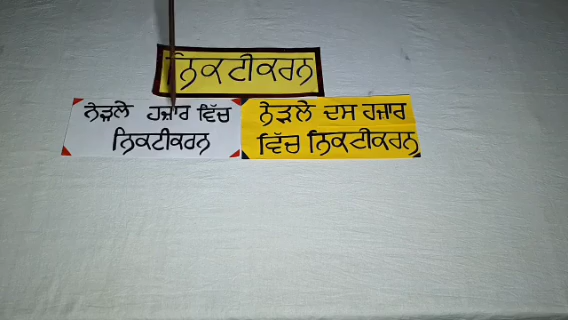 ਨਿਕਟੀਕਰਨ
ਨੇੜਲੇ ਹਜ਼ਾਰ ਵਿੱਚ
ਨਿਕਟੀਕਰਨ
ਨੇੜਲੇ ਦਸ ਹਜ਼ਾਰ
ਵਿੱਚ ਨਿਕਟੀਕਰਨ